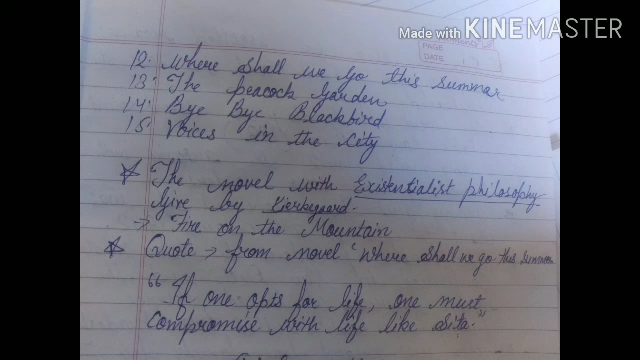 Made with KINEMASTER
PAGE
DATE
12. Where shall we go this summar
13. The peacock Garden
14. Bye Bye Blackbird
15. Voices in the City
☆ The novel with Existentialist philosophy
Give by Kierkegaard.
→ Fire on the Mountain
☆ Quote → from novel "Where shall we go this summer
"If one opts for life, one must
compromise with life like Sita."